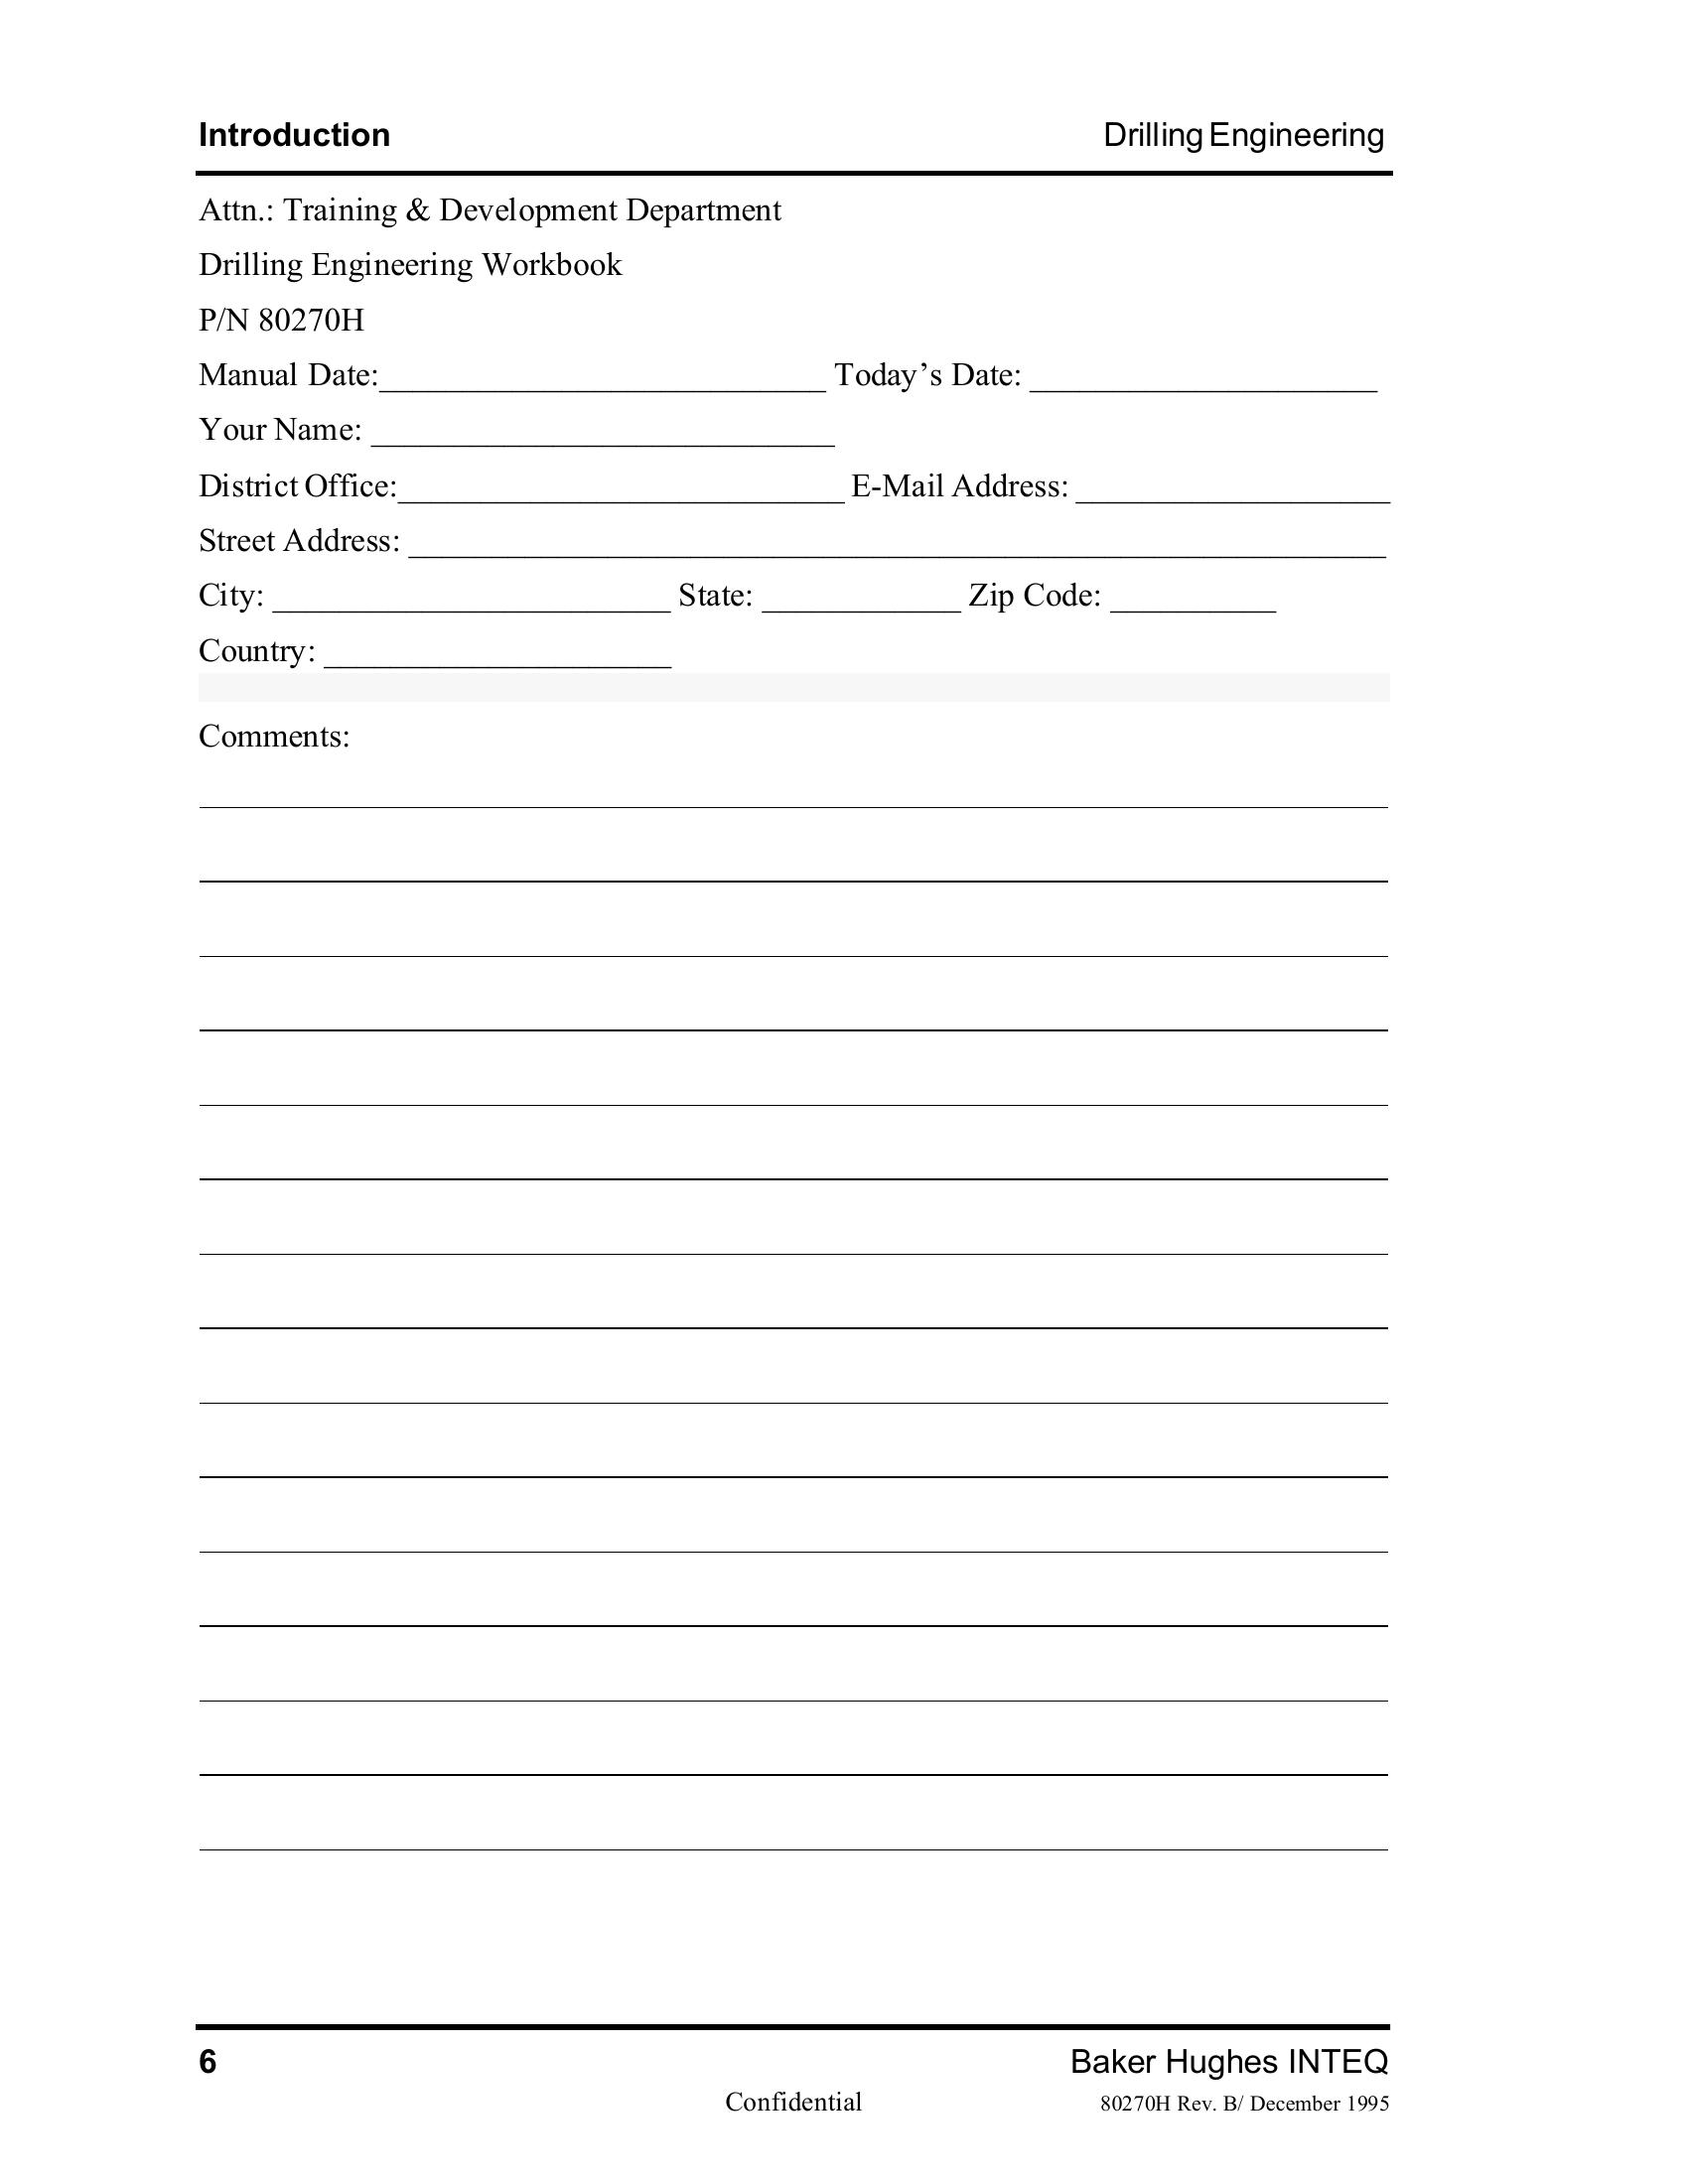 Introduction Drilling Engineering
Attn.: Training & Development Department
Drilling Engineering Workbook
P/N 80270H
Manual Date:___________________________ Today’s Date: _____________________
Your Name: ____________________________
District Office:___________________________ E-Mail Address: ___________________
Street Address: ___________________________________________________________
City: ________________________ State: ____________ Zip Code: __________
Country: _____________________
Comments:
6 Baker Hughes INTEQ
Confidential 80270H Rev. B/ December 1995